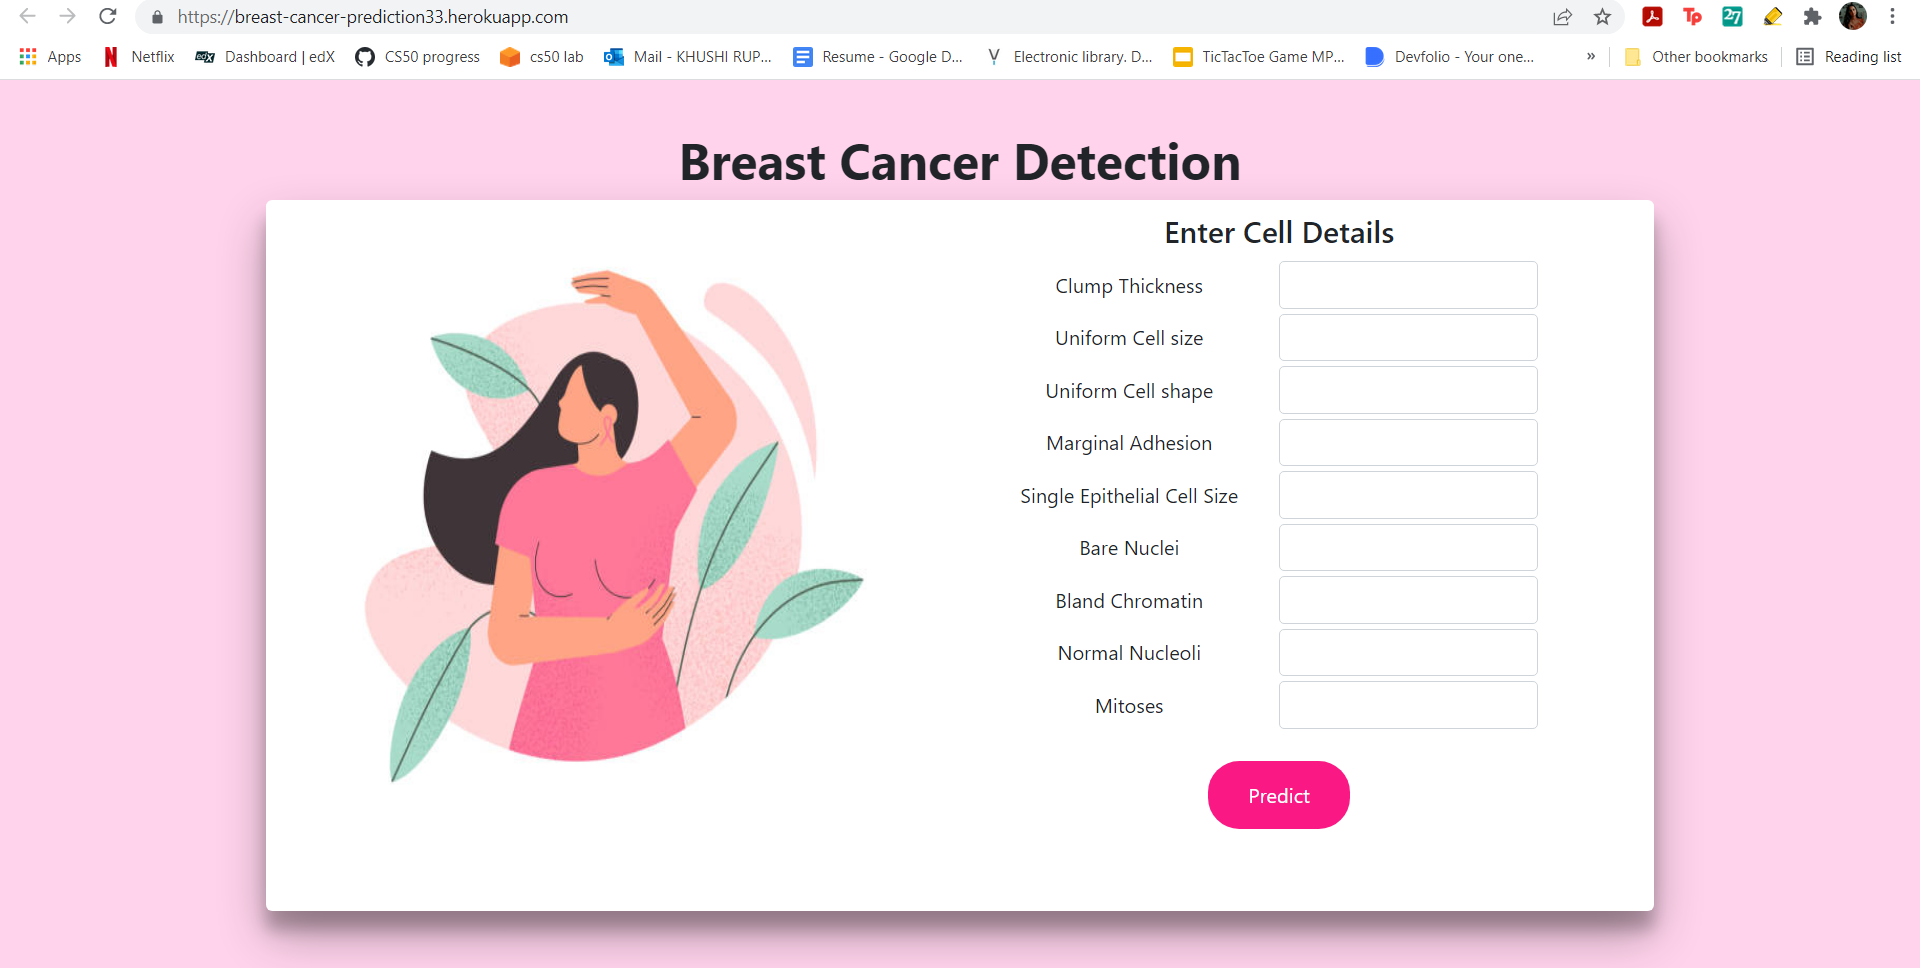 https://breast-cancer-prediction33.herokuapp.com
Apps Netflix edX Dashboard | edX CS50 progress cs50 lab Mail - KHUSHI RUP... Resume - Google D... Electronic library. D... TicTacToe Game MP... Devfolio - Your one... » Other bookmarks Reading list
Tp 27
Breast Cancer Detection
Enter Cell Details
Clump Thickness
Uniform Cell size
Uniform Cell shape
Marginal Adhesion
Single Epithelial Cell Size
Bare Nuclei
Bland Chromatin
Normal Nucleoli
Mitoses
Predict